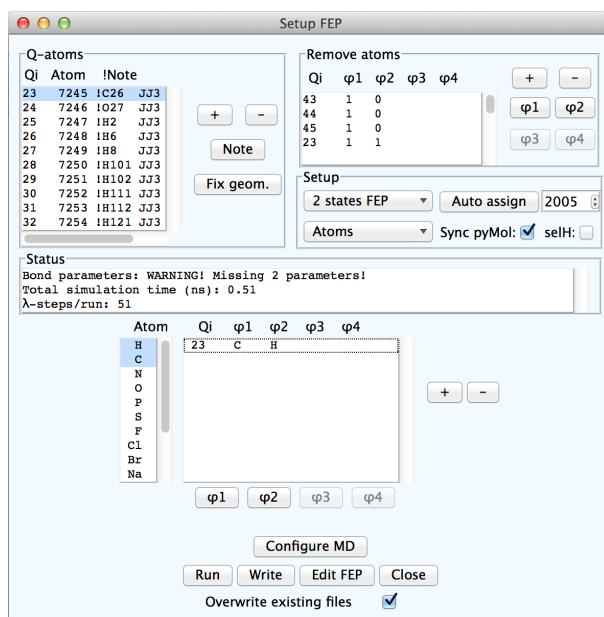 Setup FEP
Q-atoms
Qi Atom !Note
23 7245 !C26 JJ3
24 7246 !O27 JJ3
25 7247 !H2 JJ3
26 7248 !H6 JJ3
27 7249 !H8 JJ3
28 7250 !H101 JJ3
29 7251 !H102 JJ3
30 7252 !H111 JJ3
31 7253 !H112 JJ3
32 7254 !H121 JJ3
+ -
Note
Fix geom.
Remove atoms
Qi φ1 φ2 φ3 φ4
43 1 0
44 1 0
45 1 0
23 1 1
+ -
φ1 φ2
φ3 φ4
Setup
2 states FEP Auto assign 2005
Atoms Sync pyMol: selH:
Status
Bond parameters: WARNING! Missing 2 parameters!
Total simulation time (ns): 0.51
λ-steps/run: 51
Atom Qi φ1 φ2 φ3 φ4
H 23 C H
C
N
O
P
S
F
Cl
Br
Na
+ -
φ1 φ2 φ3 φ4
Configure MD
Run Write Edit FEP Close
Overwrite existing files